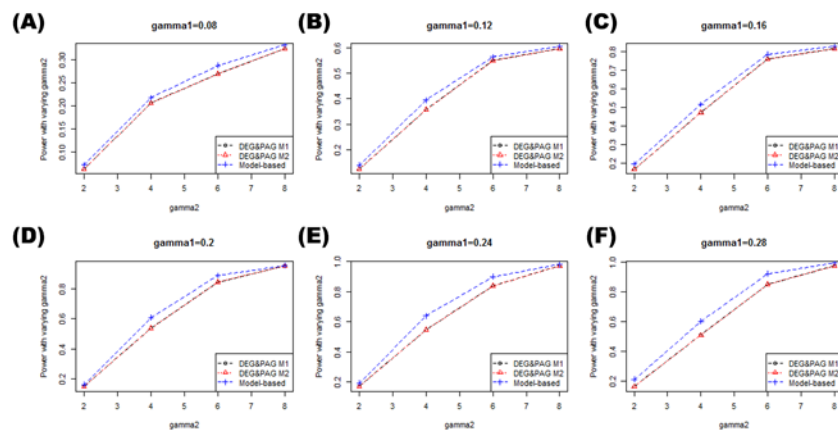 (A)
gamma1=0.08
Power with varying gamma2
0.30
0.25
0.20
0.15
0.10
DEG&PAG M1
DEG&PAG M2
Model-based
2 3 4 5 6 7 8
gamma2
(B)
gamma1=0.12
Power with varying gamma2
0.6
0.5
0.4
0.3
0.2
DEG&PAG M1
DEG&PAG M2
Model-based
2 3 4 5 6 7 8
gamma2
(C)
gamma1=0.16
Power with varying gamma2
0.8
0.7
0.6
0.5
0.4
0.3
0.2
DEG&PAG M1
DEG&PAG M2
Model-based
2 3 4 5 6 7 8
gamma2
(D)
gamma1=0.2
Power with varying gamma2
0.8
0.6
0.4
0.2
DEG&PAG M1
DEG&PAG M2
Model-based
2 3 4 5 6 7 8
gamma2
(E)
gamma1=0.24
Power with varying gamma2
1.0
0.8
0.6
0.4
0.2
DEG&PAG M1
DEG&PAG M2
Model-based
2 3 4 5 6 7 8
gamma2
(F)
gamma1=0.28
Power with varying gamma2
1.0
0.8
0.6
0.4
0.2
DEG&PAG M1
DEG&PAG M2
Model-based
2 3 4 5 6 7 8
gamma2